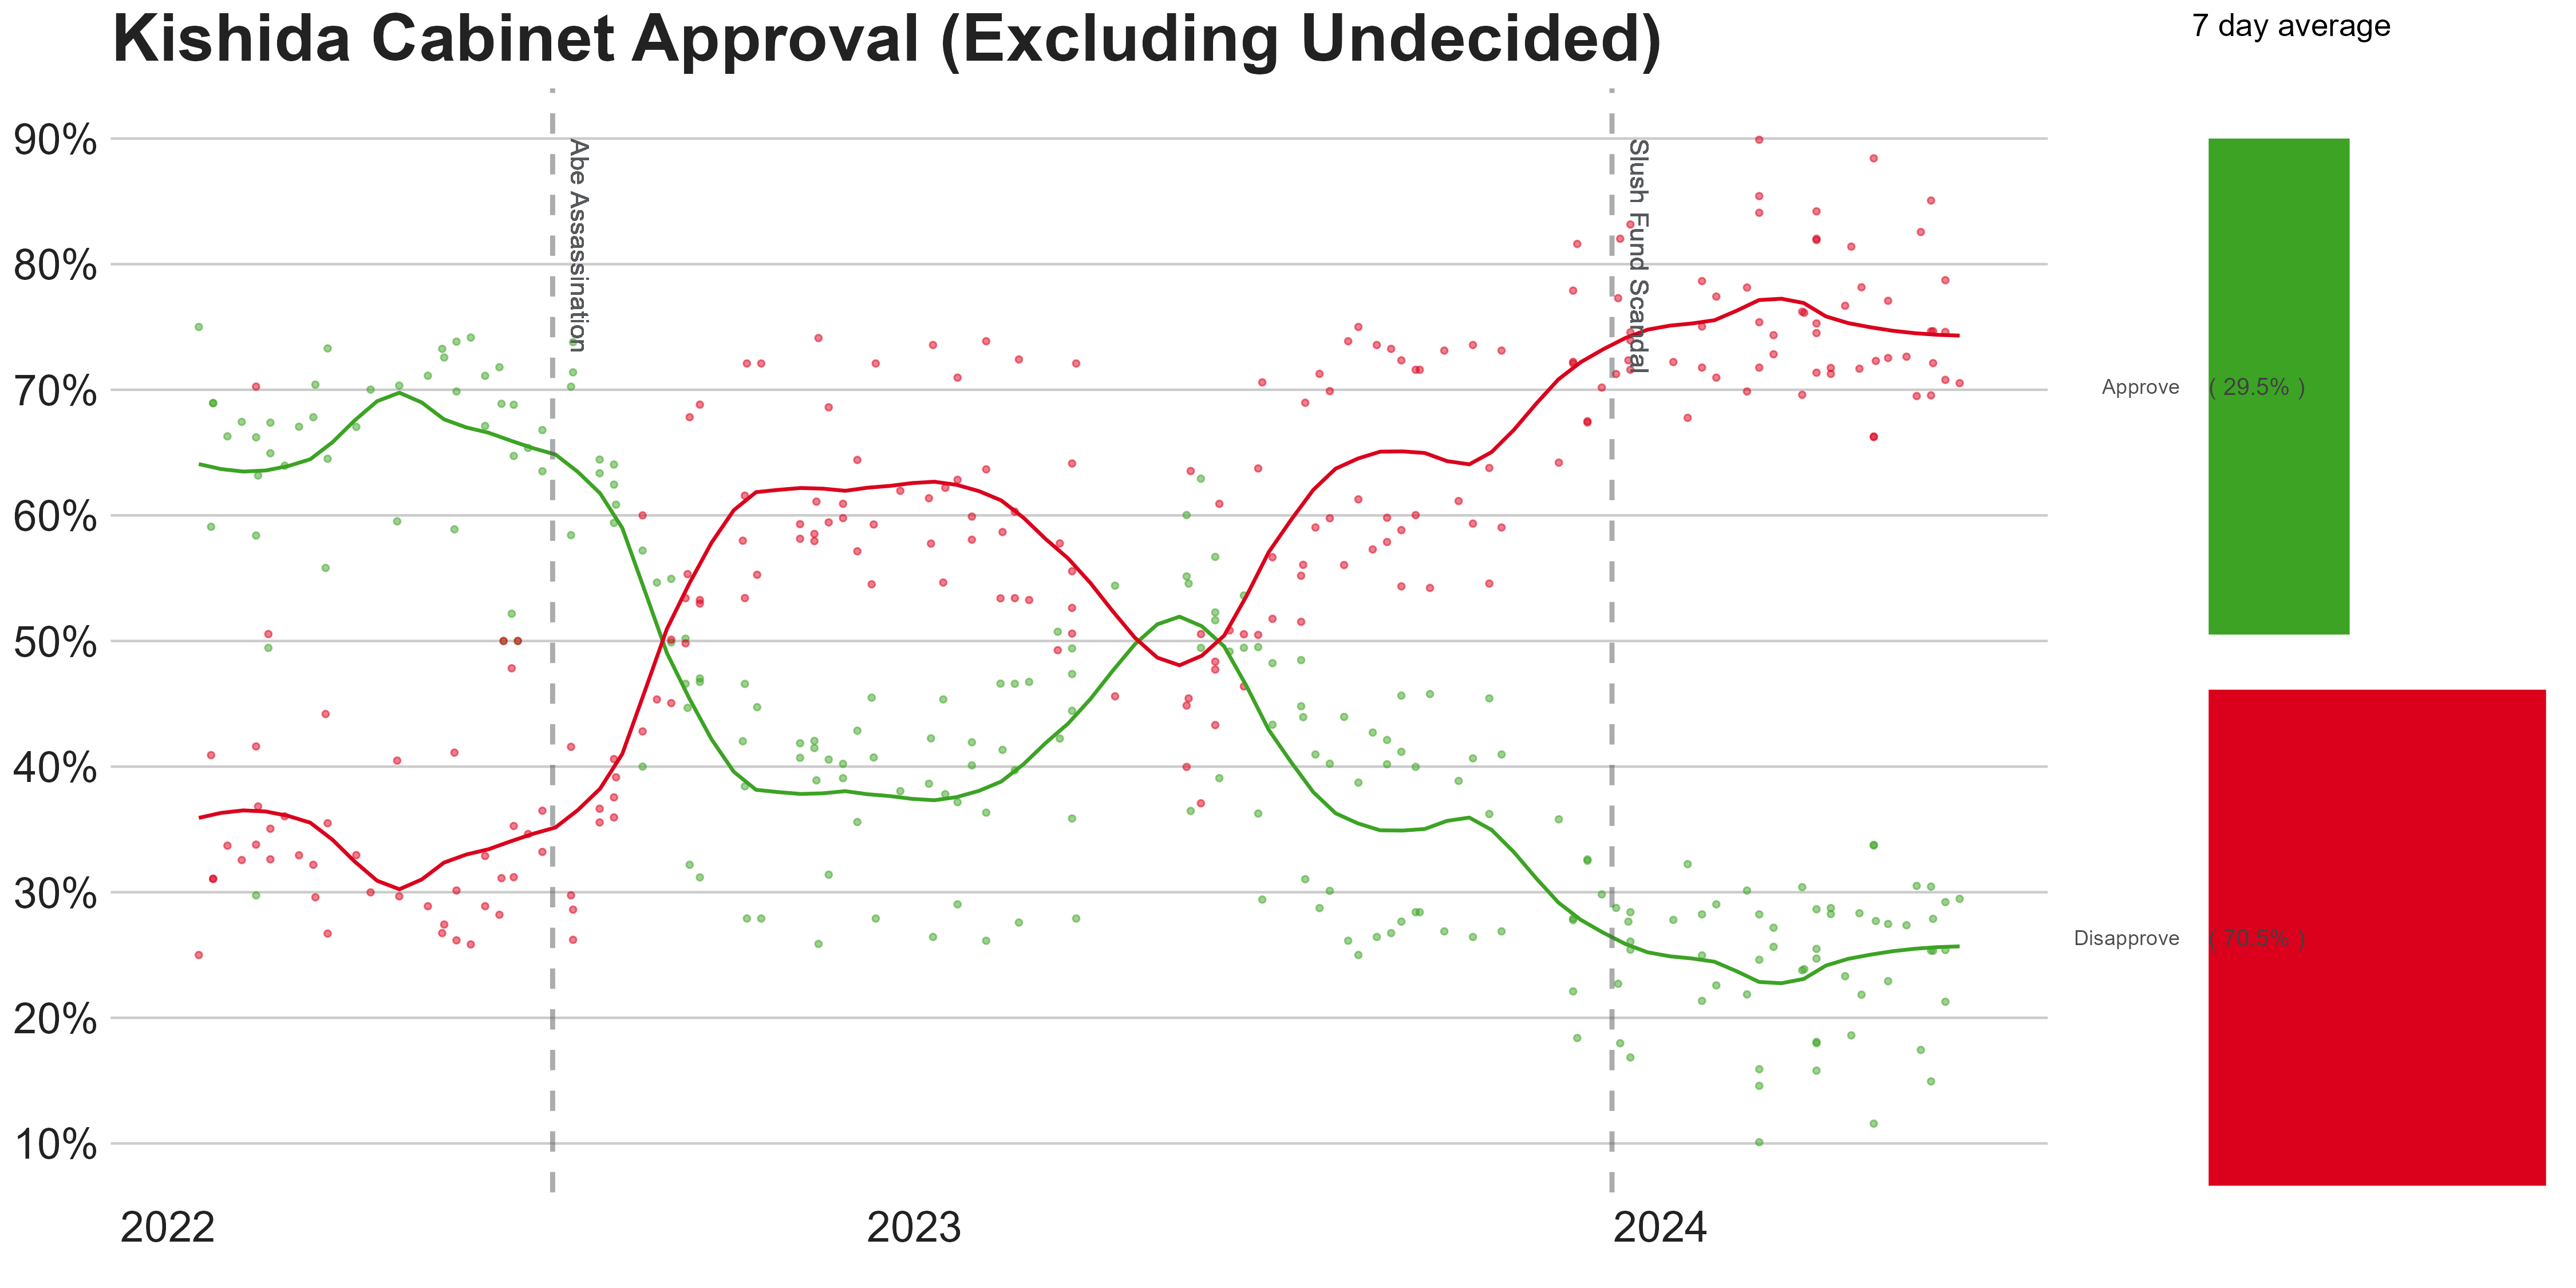 Kishida Cabinet Approval (Excluding Undecided)
7 day average
90%
80%
70%
60%
50%
40%
30%
20%
10%
Abe Assassination
Slush Fund Scandal
2022
2023
2024
Approve
( 29.5% )
Disapprove
( 70.5% )